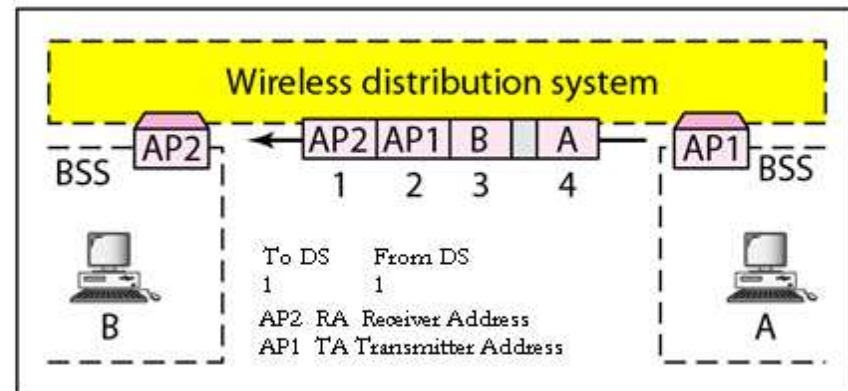 Wireless distribution system
AP2 AP2 AP1 B A AP1
BSS BSS
1 2 3 4
To DS From DS
1 1
AP2 RA Receiver Address
AP1 TA Transmitter Address
B A